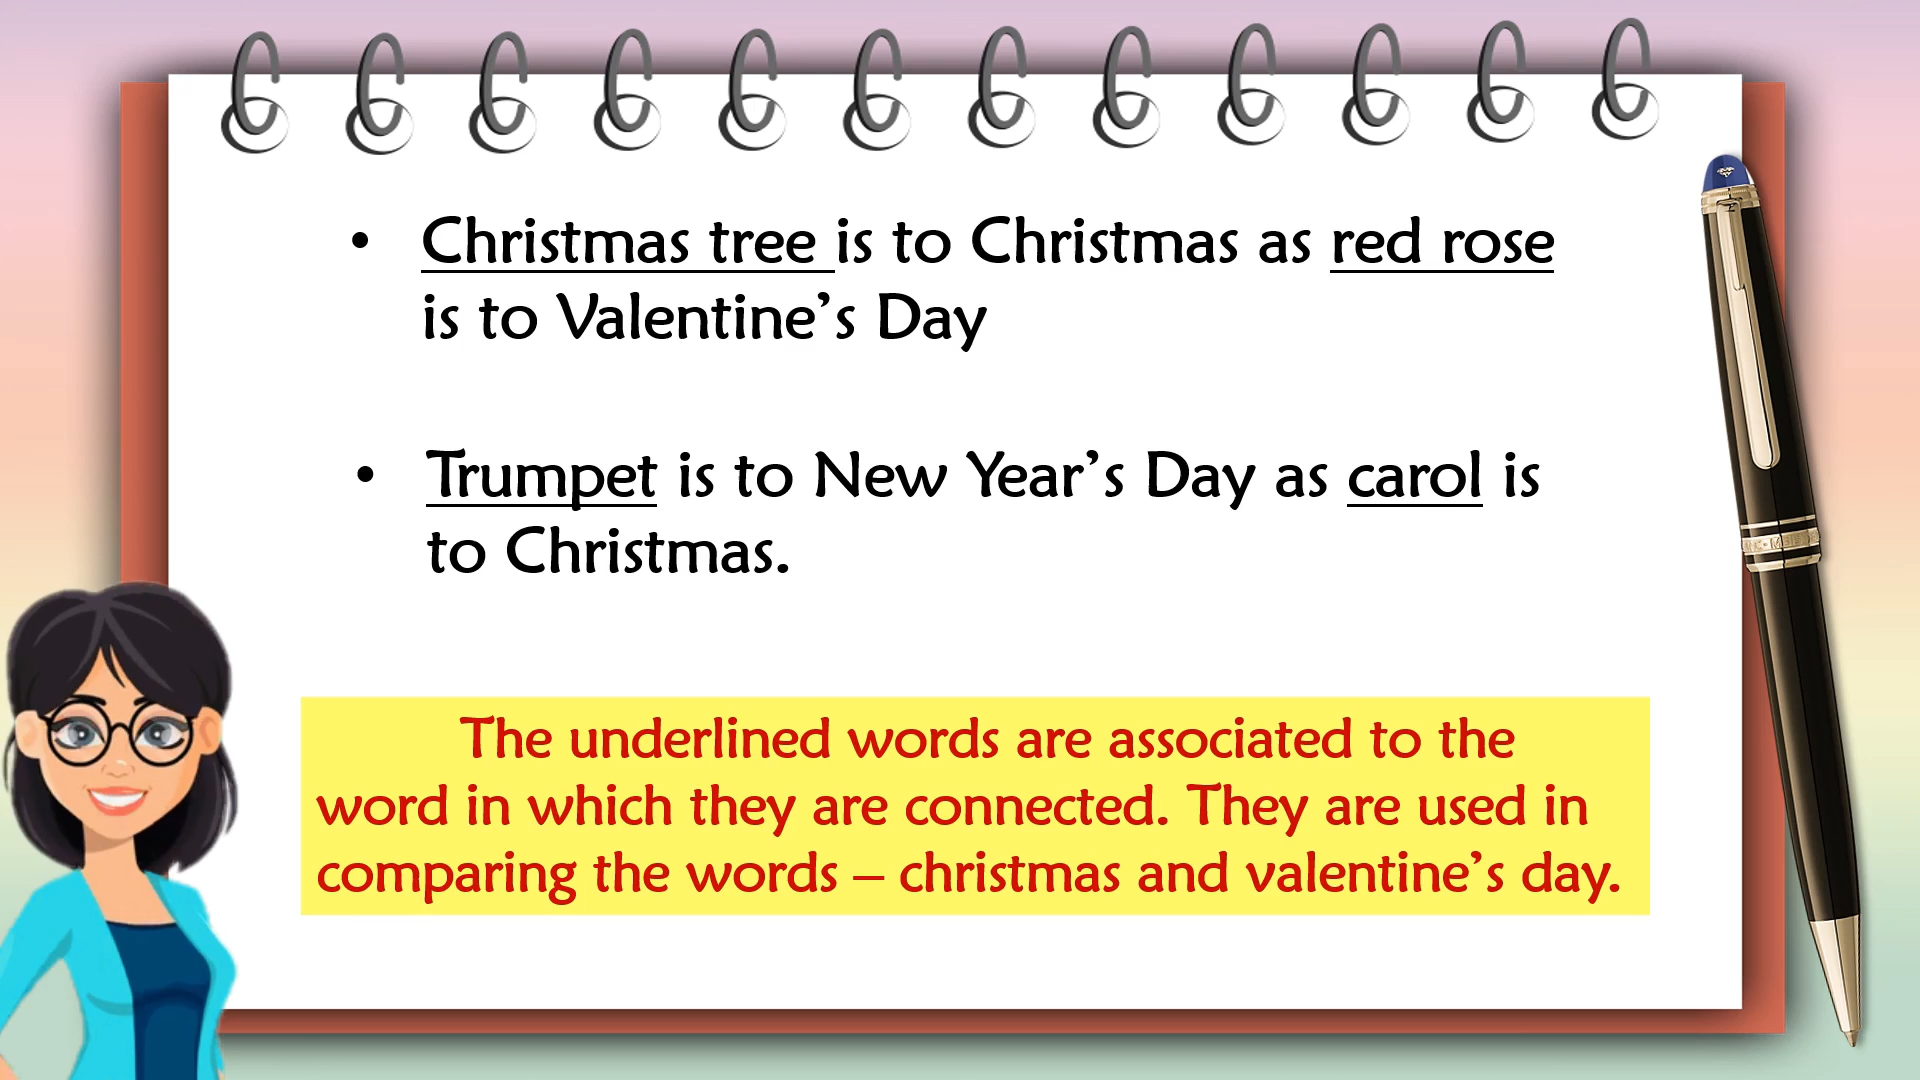 • Christmas tree is to Christmas as red rose
is to Valentine’s Day
• Trumpet is to New Year’s Day as carol is
to Christmas.
The underlined words are associated to the
word in which they are connected. They are used in
comparing the words – christmas and valentine’s day.